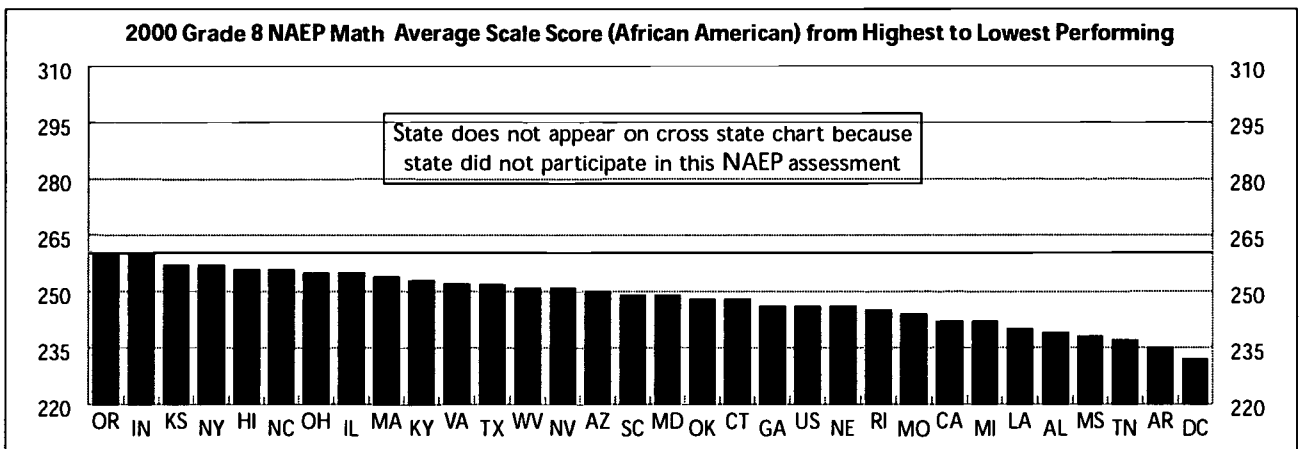 2000 Grade 8 NAEP Math Average Scale Score (African American) from Highest to Lowest Performing
310 310
295 295
State does not appear on cross state chart because
state did not participate in this NAEP assessment
280 280
265 265
250 250
235 235
220 220
OR IN KS NY HI NC OH IL MA KY VA TX WV NV AZ SC MD OK CT GA US NE RI MO CA MI LA AL MS TN AR DC